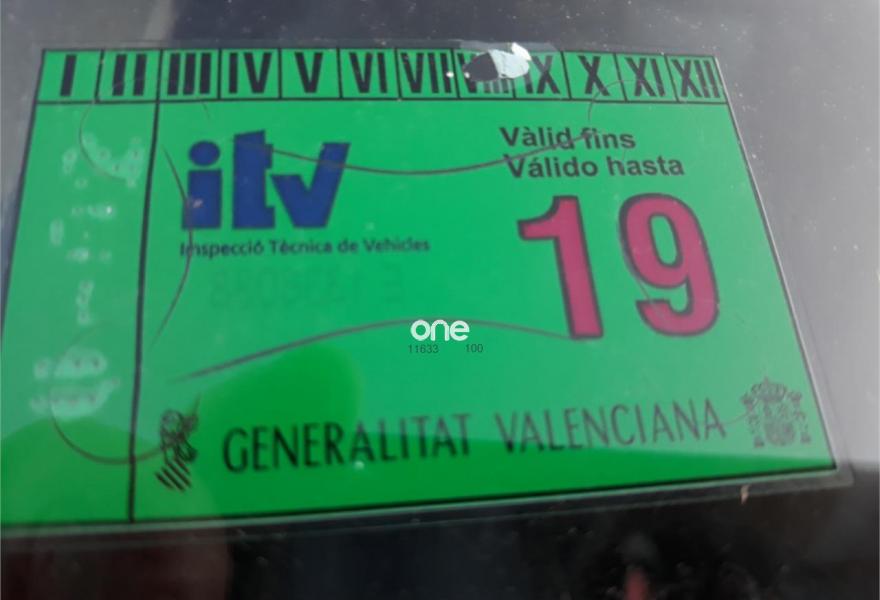 I II III IV V VI VII VIII IX X XI XII
itv
Inspecció Tècnica de Vehicles
Vàlid fins
Válido hasta
19
one
11633 100
GENERALITAT VALENCIANA